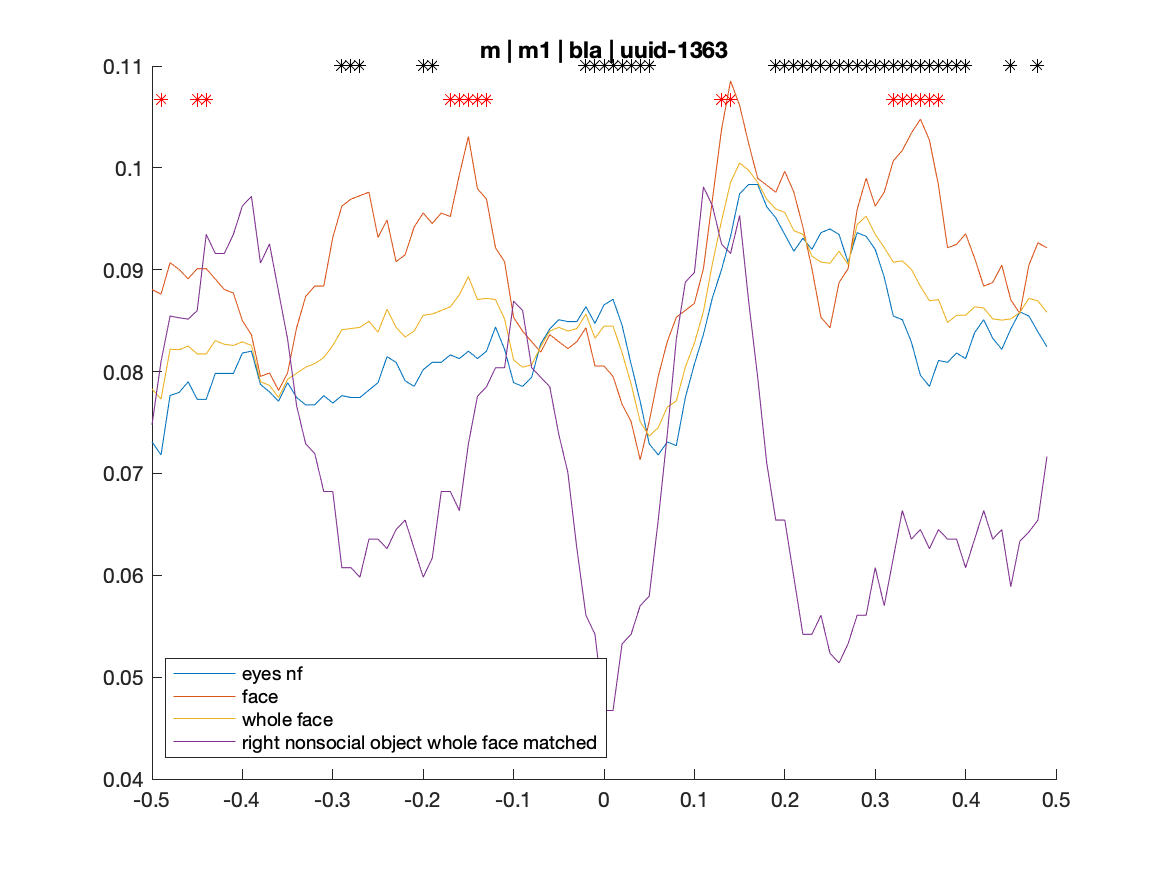 m | m1 | bla | uuid-1363
0.11
0.1
0.09
0.08
0.07
0.06
0.05
0.04
eyes nf
face
whole face
right nonsocial object whole face matched
-0.5 -0.4 -0.3 -0.2 -0.1 0 0.1 0.2 0.3 0.4 0.5